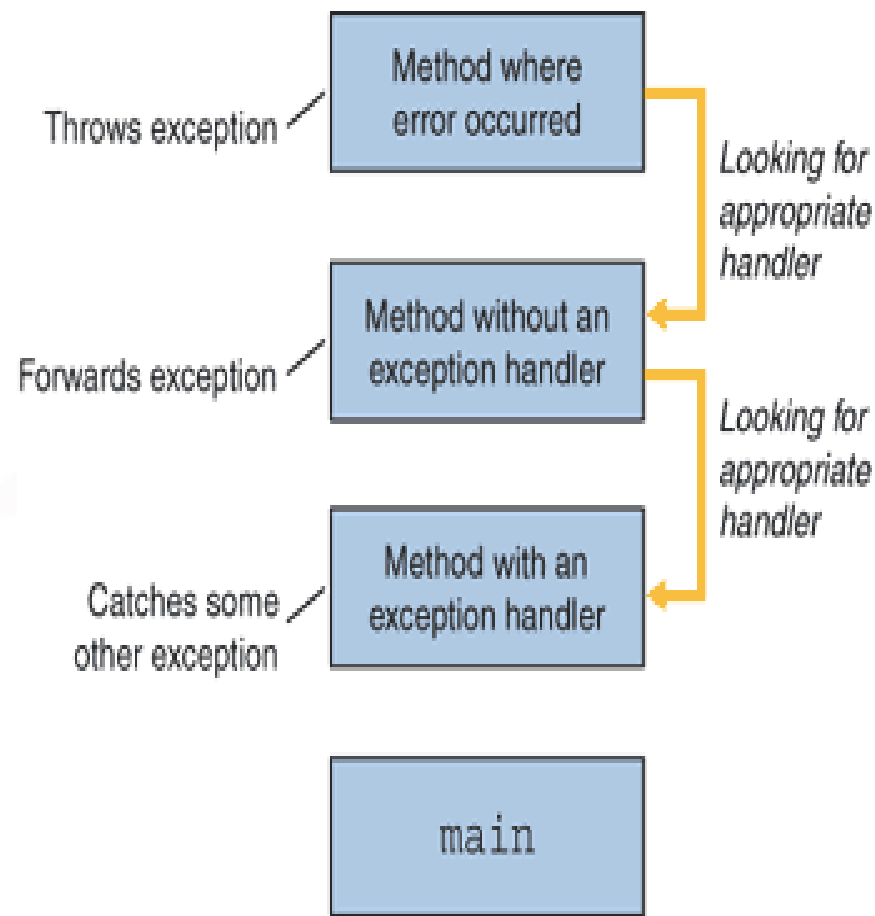 Method where
error occurred
Throws exception
Looking for
appropriate
handler
Method without an
exception handler
Forwards exception
Looking for
appropriate
handler
Method with an
exception handler
Catches some
other exception
main